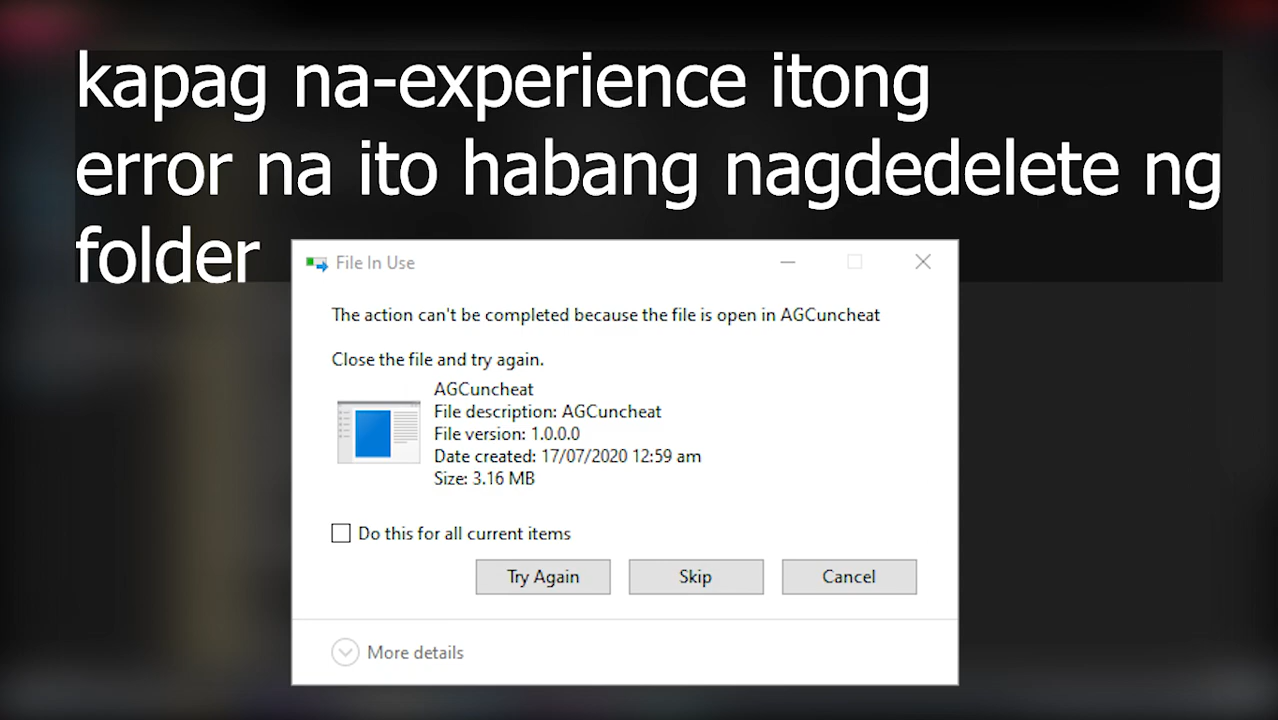 kapag na-experience itong
error na ito habang nagdedelete ng
folder
File In Use
The action can't be completed because the file is open in AGCuncheat
Close the file and try again.
AGCuncheat
File description: AGCuncheat
File version: 1.0.0.0
Date created: 17/07/2020 12:59 am
Size: 3.16 MB
Do this for all current items
Try Again
Skip
Cancel
More details